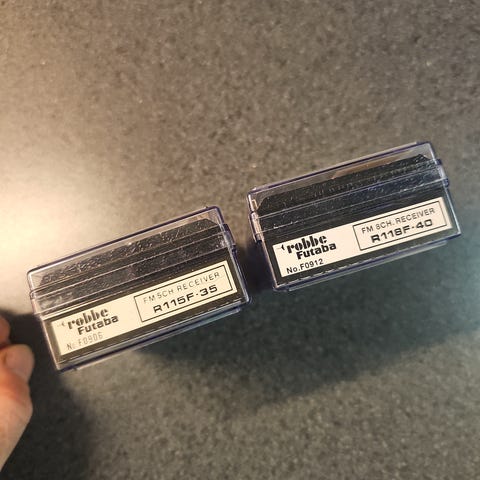 robbe
Futaba
No. F0906
FM 5CH. RECEIVER
R115F-35
robbe
Futaba
No.F0912
FM 8CH. RECEIVER
R118F-40